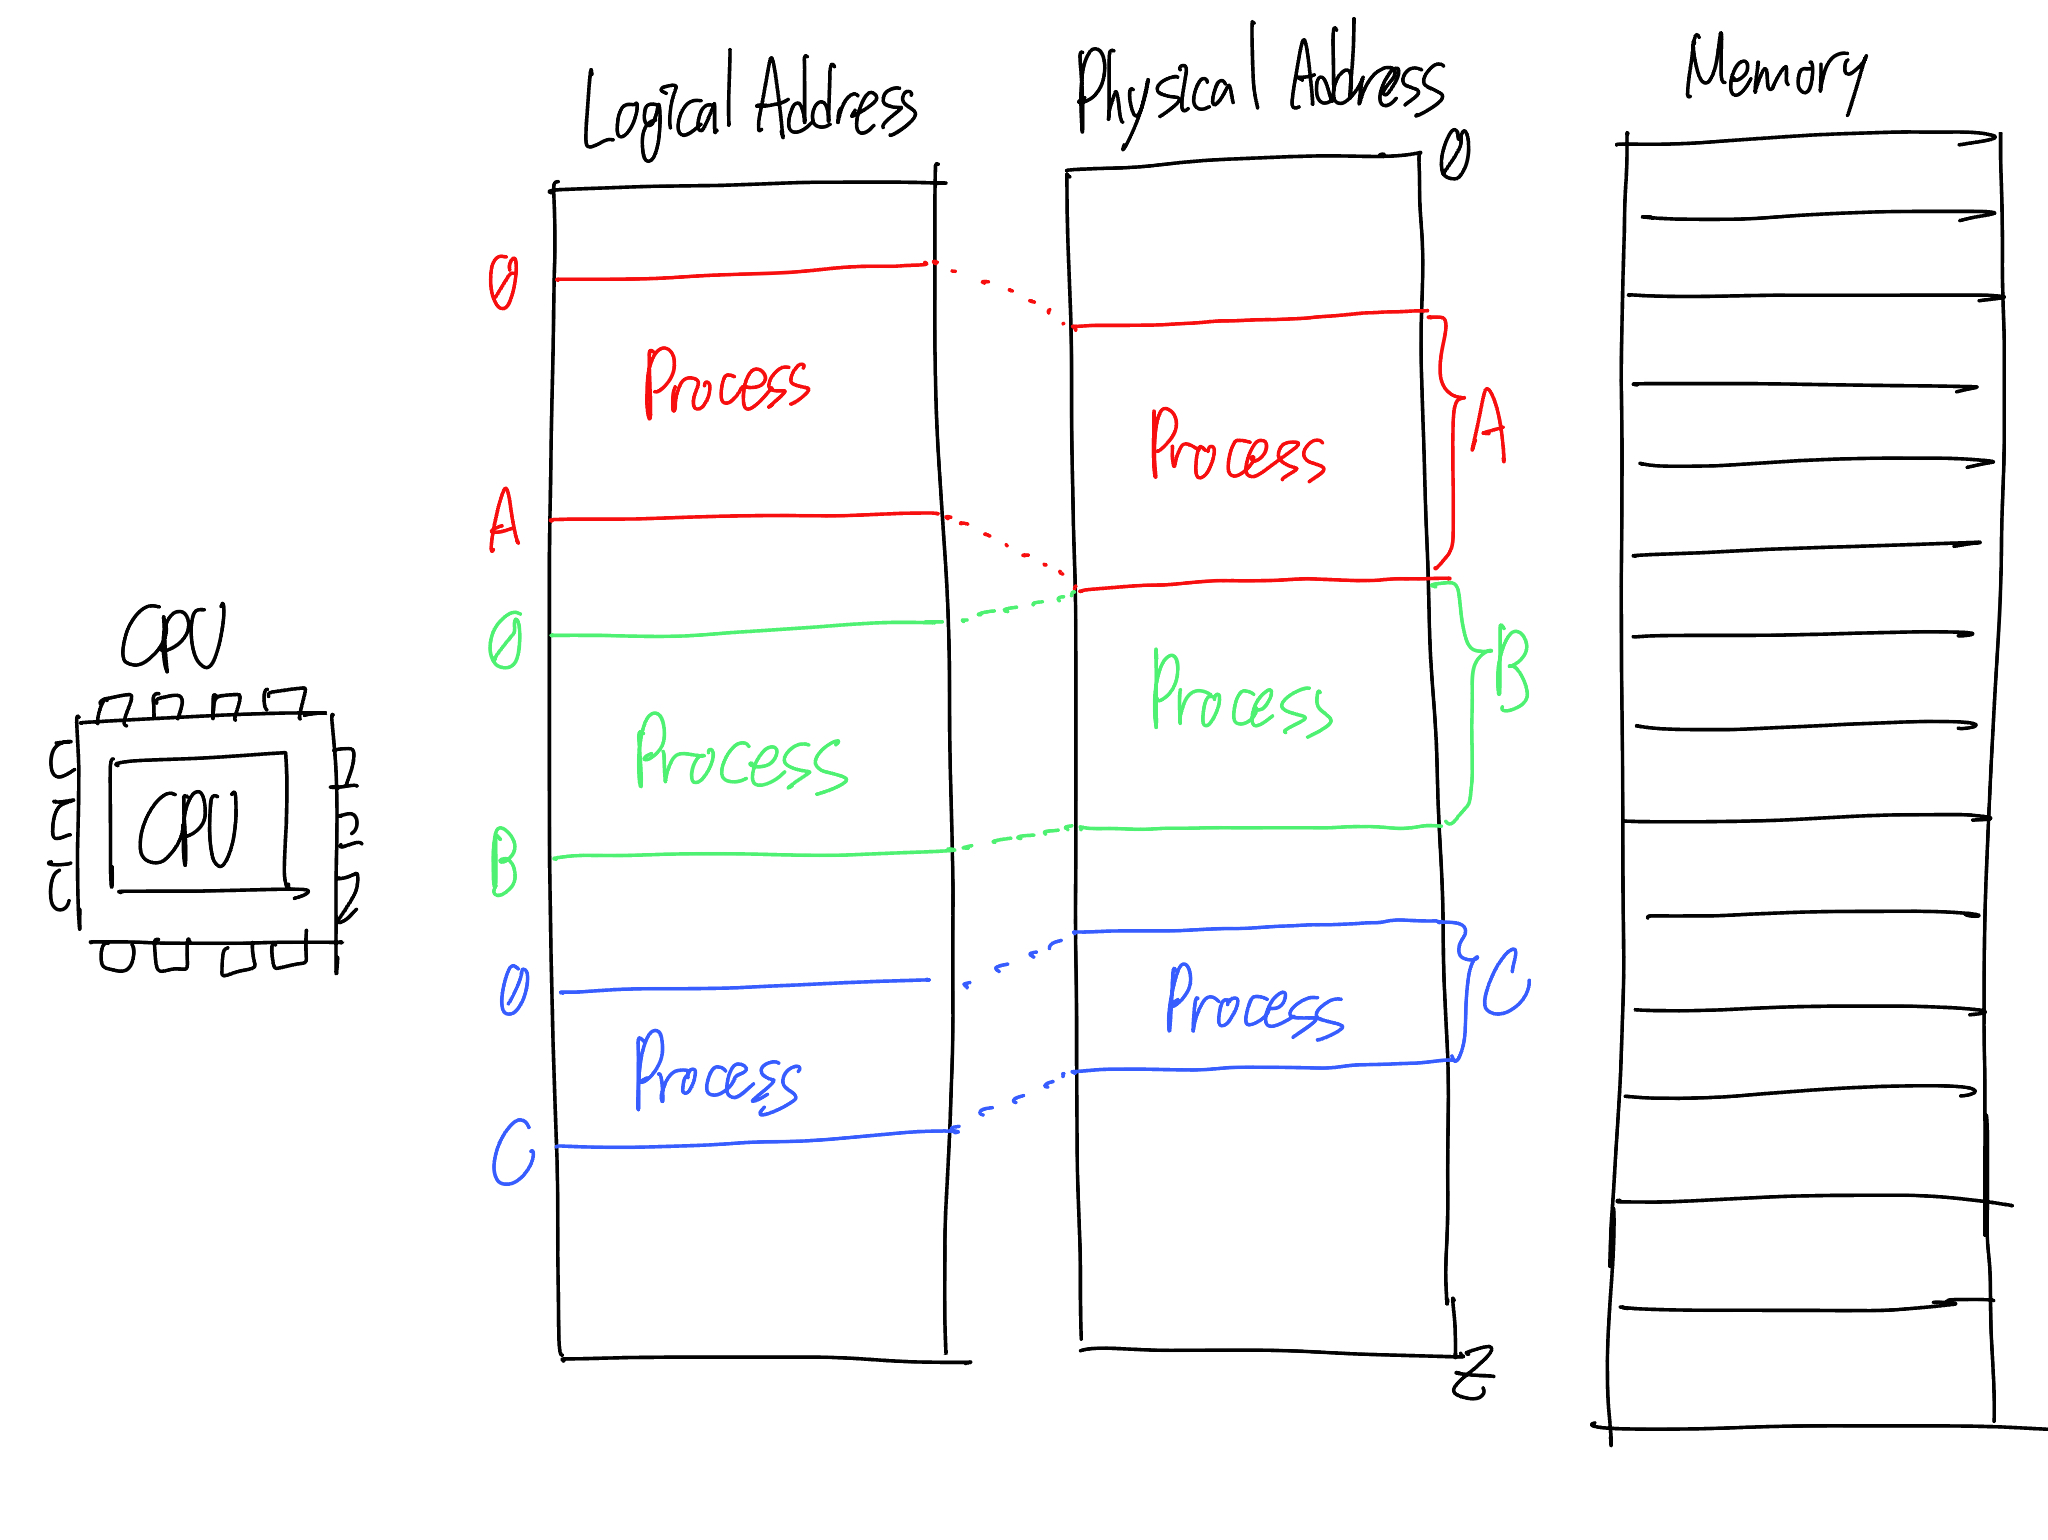 Logical Address
Physical Address
Memory
0
0
Process
A
Process
A
CPU
CPU
0
Process
B
Process
B
0
Process
C
Process
C
Z